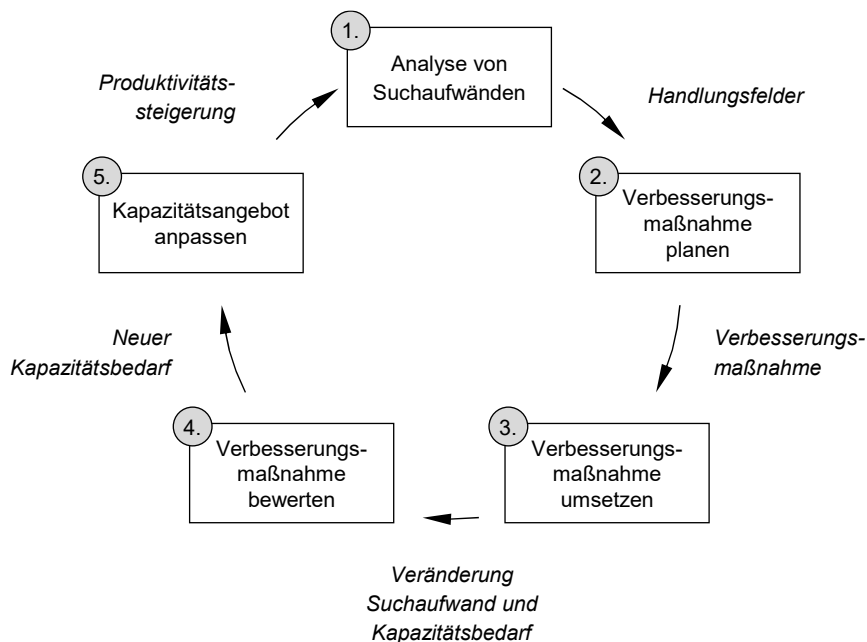 1.
Analyse von
Suchaufwänden
Handlungsfelder
2.
Verbesserungs-
maßnahme
planen
Verbesserungs-
maßnahme
3.
Verbesserungs-
maßnahme
umsetzen
Veränderung
Suchaufwand und
Kapazitätsbedarf
4.
Verbesserungs-
maßnahme
bewerten
Neuer
Kapazitätsbedarf
5.
Kapazitätsangebot
anpassen
Produktivitäts-
steigerung